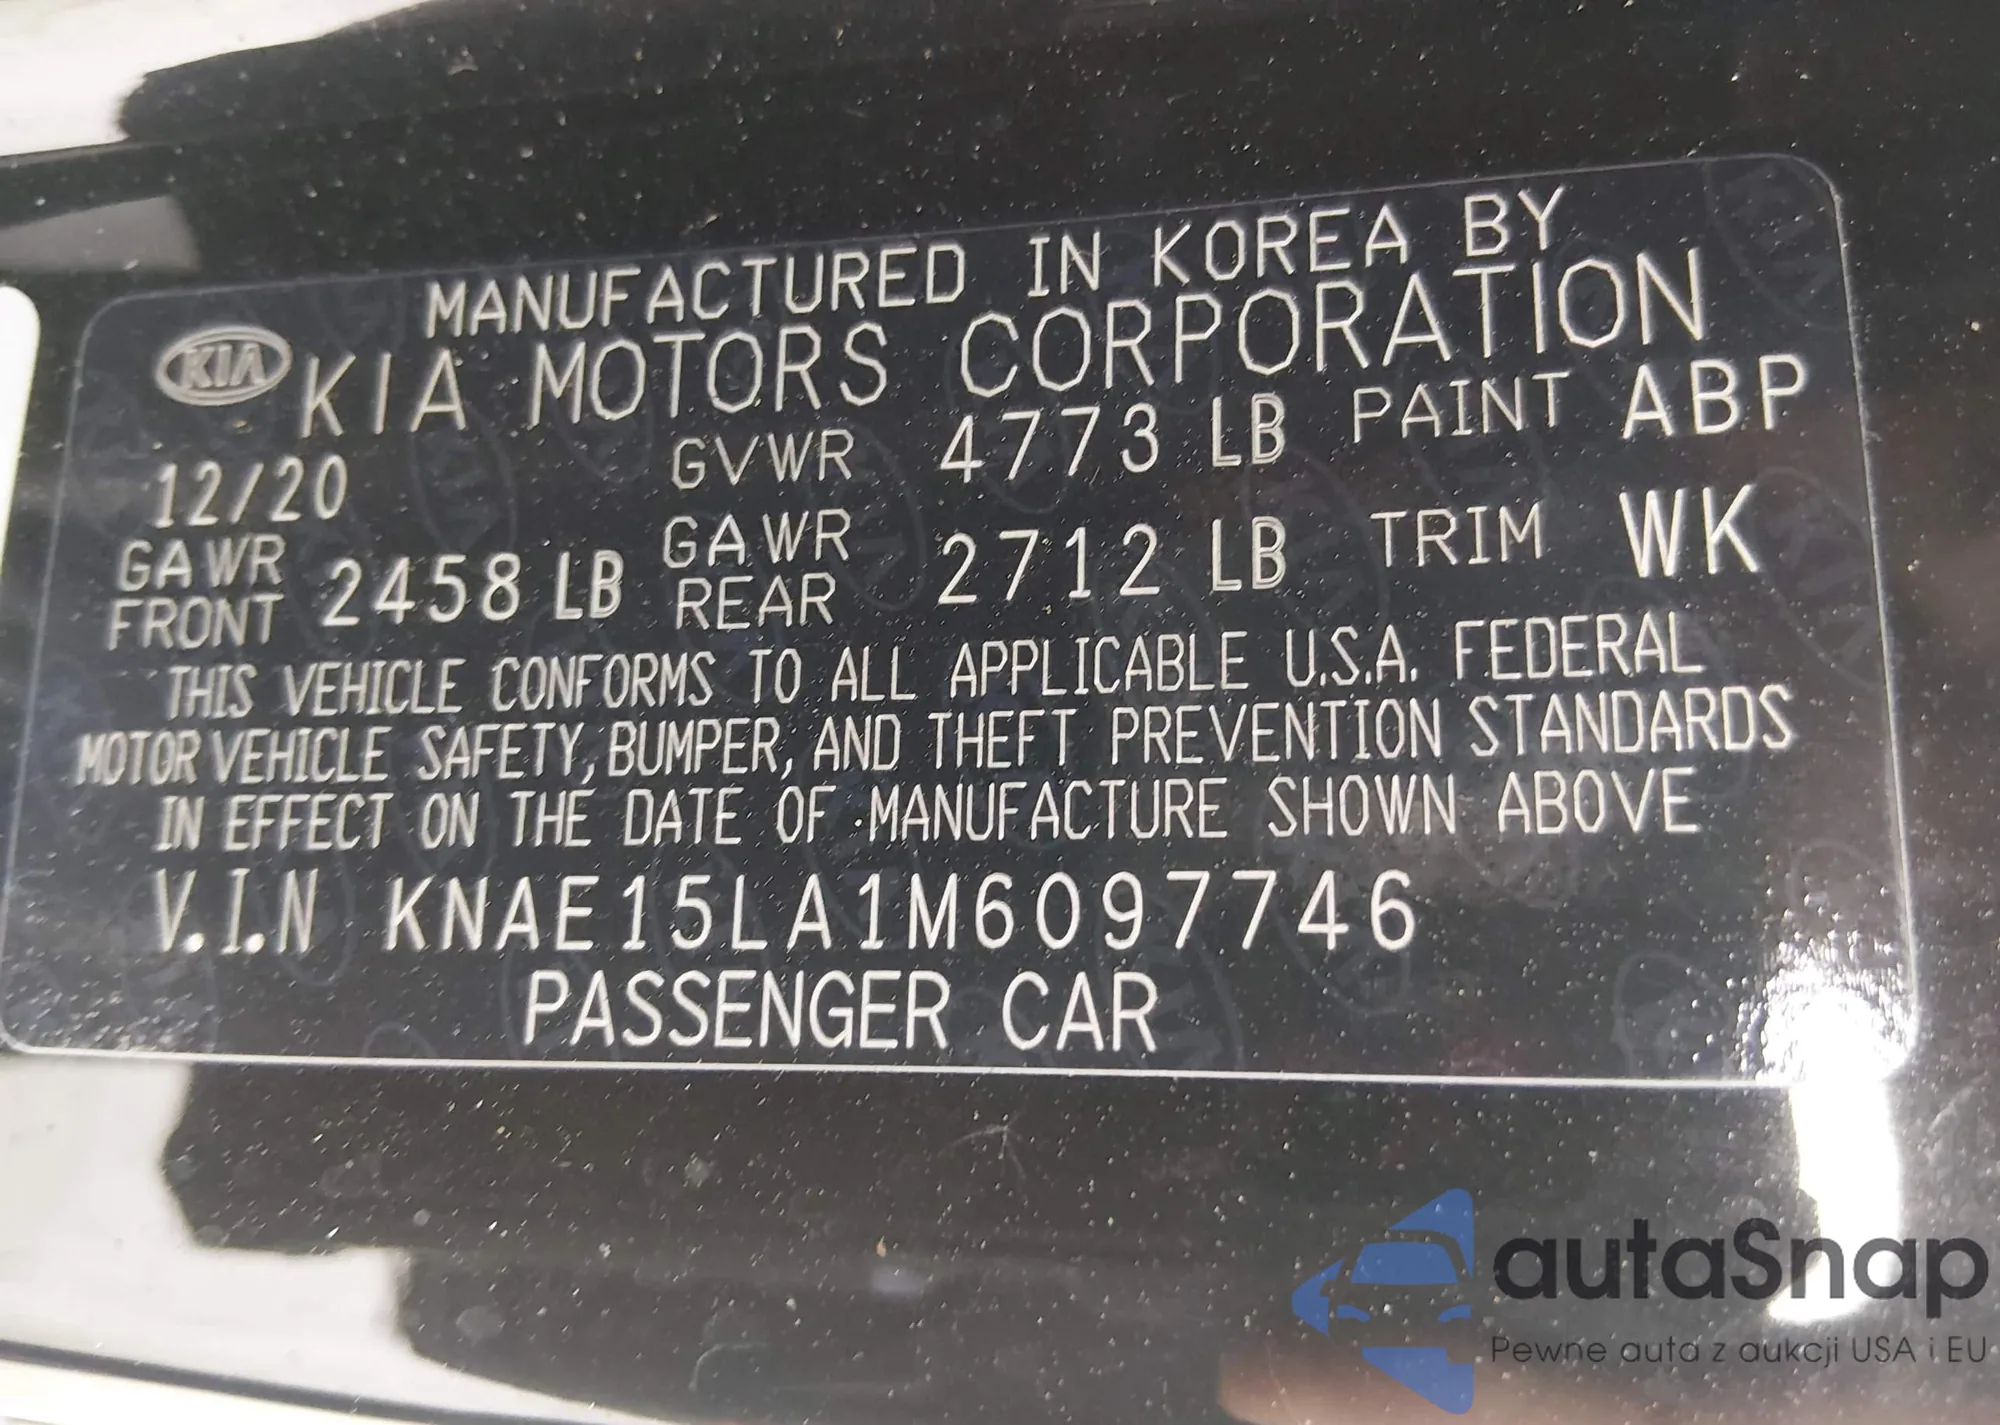 MANUFACTURED IN KOREA BY
KIA KIA MOTORS CORPORATION
12/20 GVWR 4773 LB PAINT ABP
GAWR FRONT 2458 LB GAWR REAR 2712 LB TRIM WK
THIS VEHICLE CONFORMS TO ALL APPLICABLE U.S.A. FEDERAL
MOTOR VEHICLE SAFETY, BUMPER, AND THEFT PREVENTION STANDARDS
IN EFFECT ON THE DATE OF MANUFACTURE SHOWN ABOVE
V.I.N KNAE15LA1M6097746
PASSENGER CAR
autaSnap
Pewne auta z aukcji USA i EU